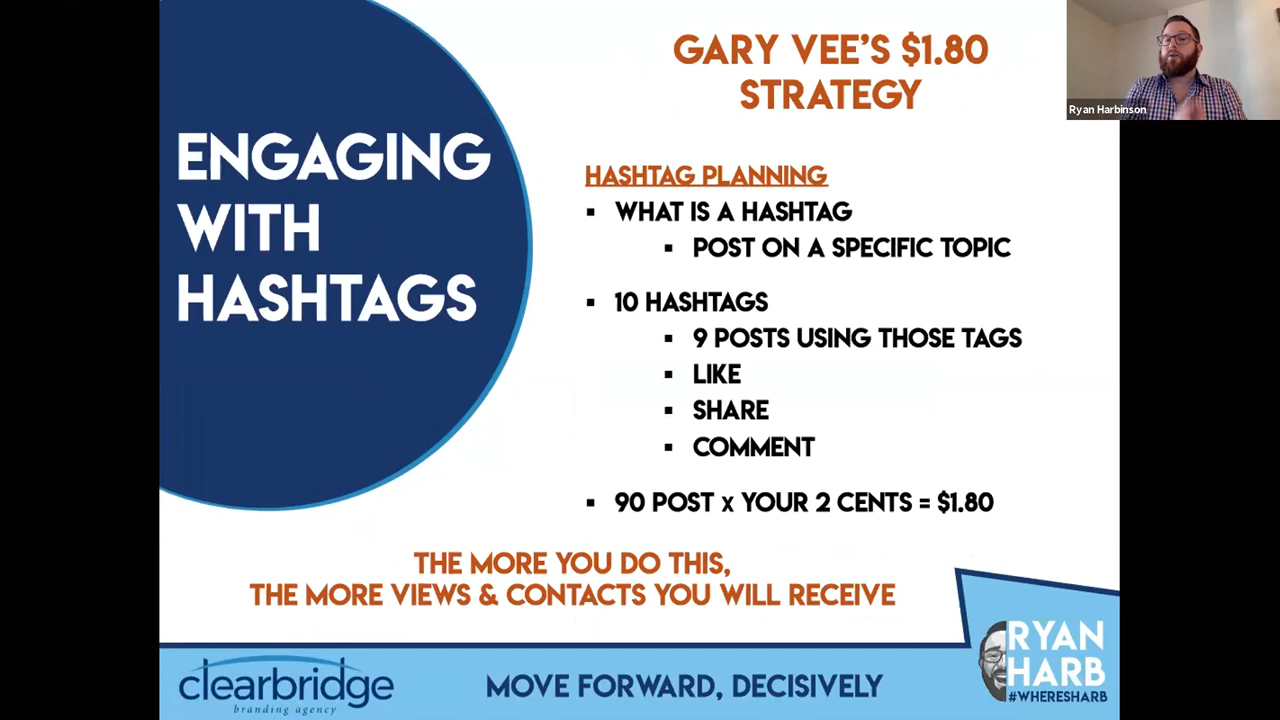 GARY VEE'S $1.80
STRATEGY
Ryan Harbinson
ENGAGING
WITH
HASHTAGS
HASHTAG PLANNING
▪ WHAT IS A HASHTAG
▪ POST ON A SPECIFIC TOPIC
▪ 10 HASHTAGS
▪ 9 POSTS USING THOSE TAGS
▪ LIKE
▪ SHARE
▪ COMMENT
▪ 90 POST X YOUR 2 CENTS = $1.80
THE MORE YOU DO THIS,
THE MORE VIEWS & CONTACTS YOU WILL RECEIVE
clearbridge
branding agency
MOVE FORWARD, DECISIVELY
RYAN
HARB
#WHERESHARB